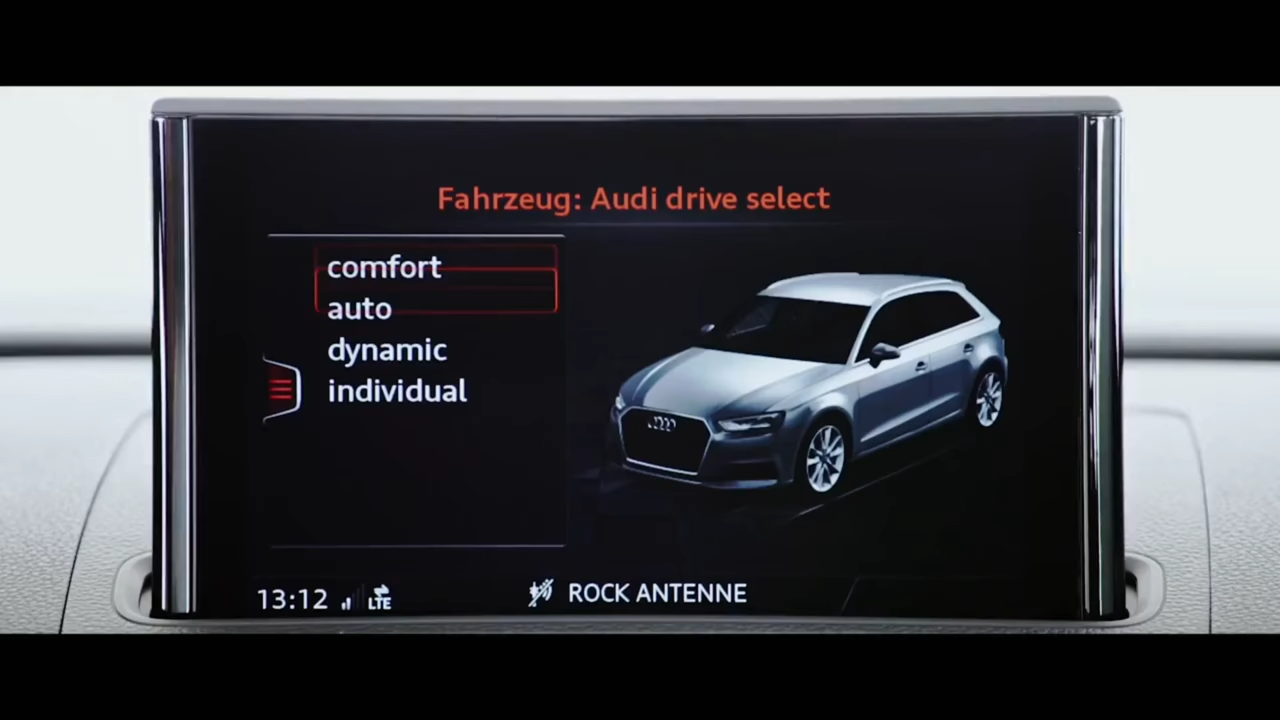 Fahrzeug: Audi drive select
comfort
auto
dynamic
individual
13:12 LTE ROCK ANTENNE